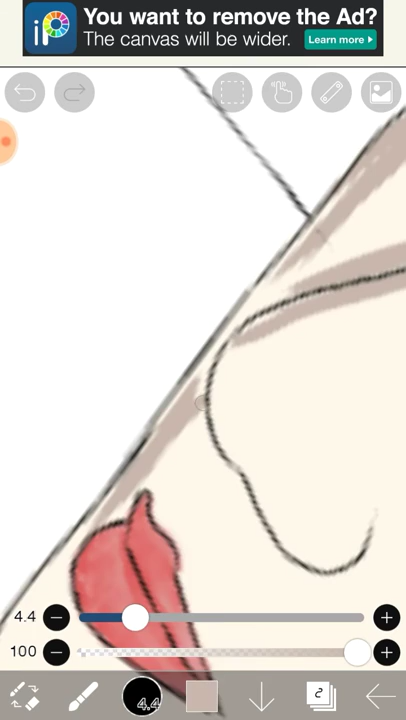 iP
You want to remove the Ad?
The canvas will be wider.
Learn more
4.4
100
4.4
2